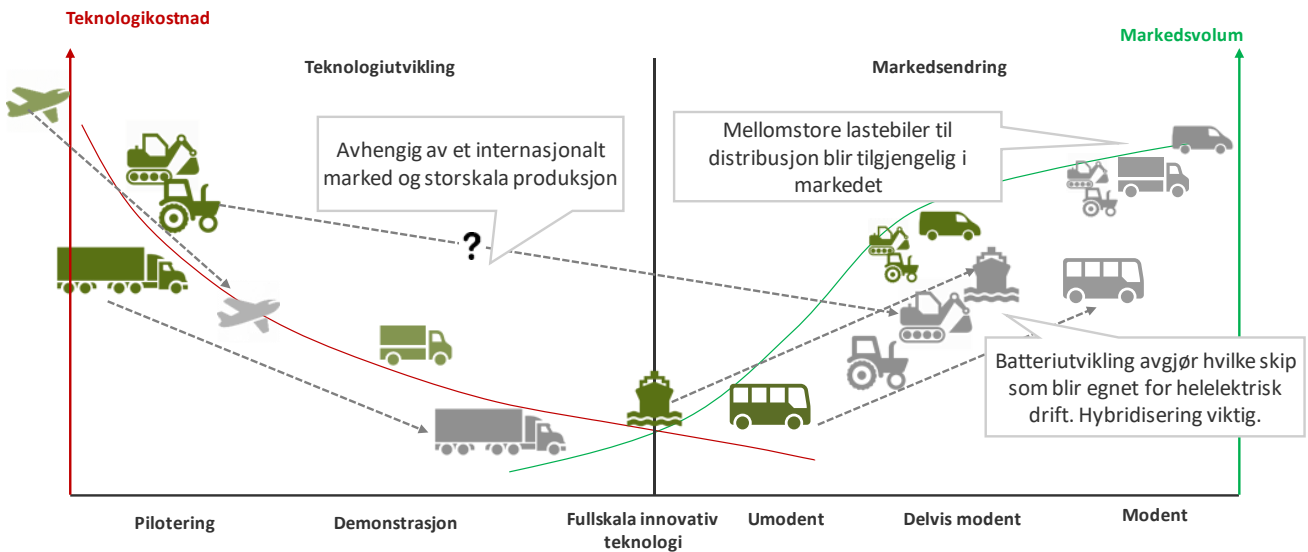 Teknologikostnad
Markedsvolum
Teknologiutvikling
Markedsendring
Avhengig av et internasjonalt
marked og storskala produksjon
Mellomstore lastebiler til
distribusjon blir tilgjengelig i
markedet
?
Batteriutvikling avgjør hvilke skip
som blir egnet for helelektrisk
drift. Hybridisering viktig.
Pilotering
Demonstrasjon
Fullskala innovativ
teknologi
Umodent
Delvis modent
Modent